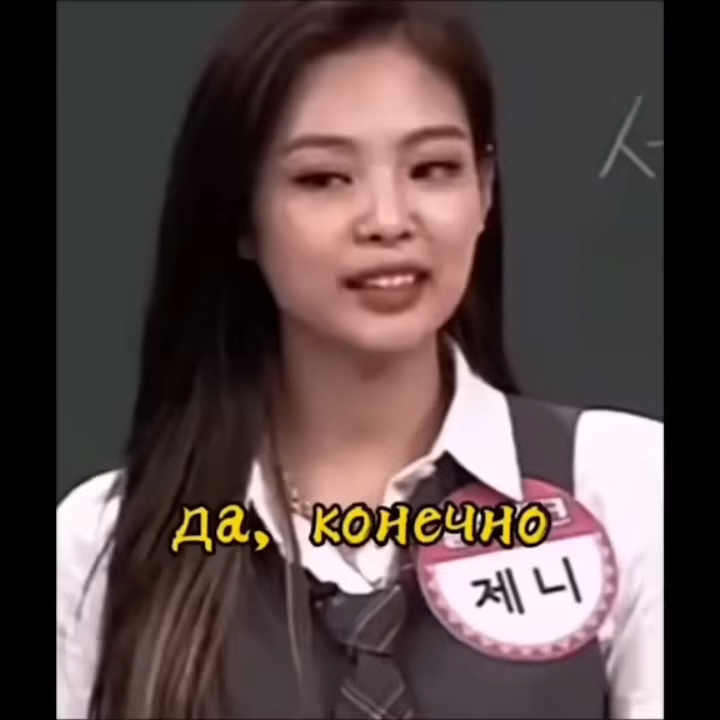 да, конечно
제니